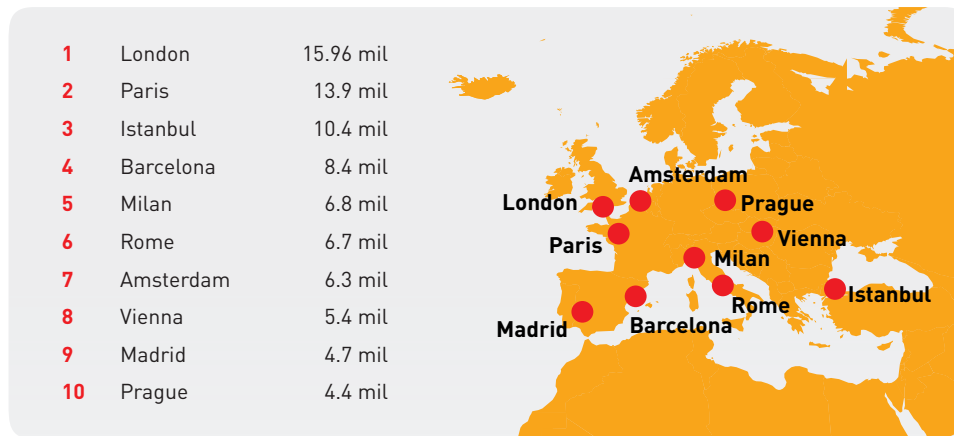 1 London 15.96 mil
2 Paris 13.9 mil
3 Istanbul 10.4 mil
4 Barcelona 8.4 mil
5 Milan 6.8 mil
6 Rome 6.7 mil
7 Amsterdam 6.3 mil
8 Vienna 5.4 mil
9 Madrid 4.7 mil
10 Prague 4.4 mil
Amsterdam
London
Prague
Paris
Vienna
Milan
Istanbul
Rome
Madrid
Barcelona